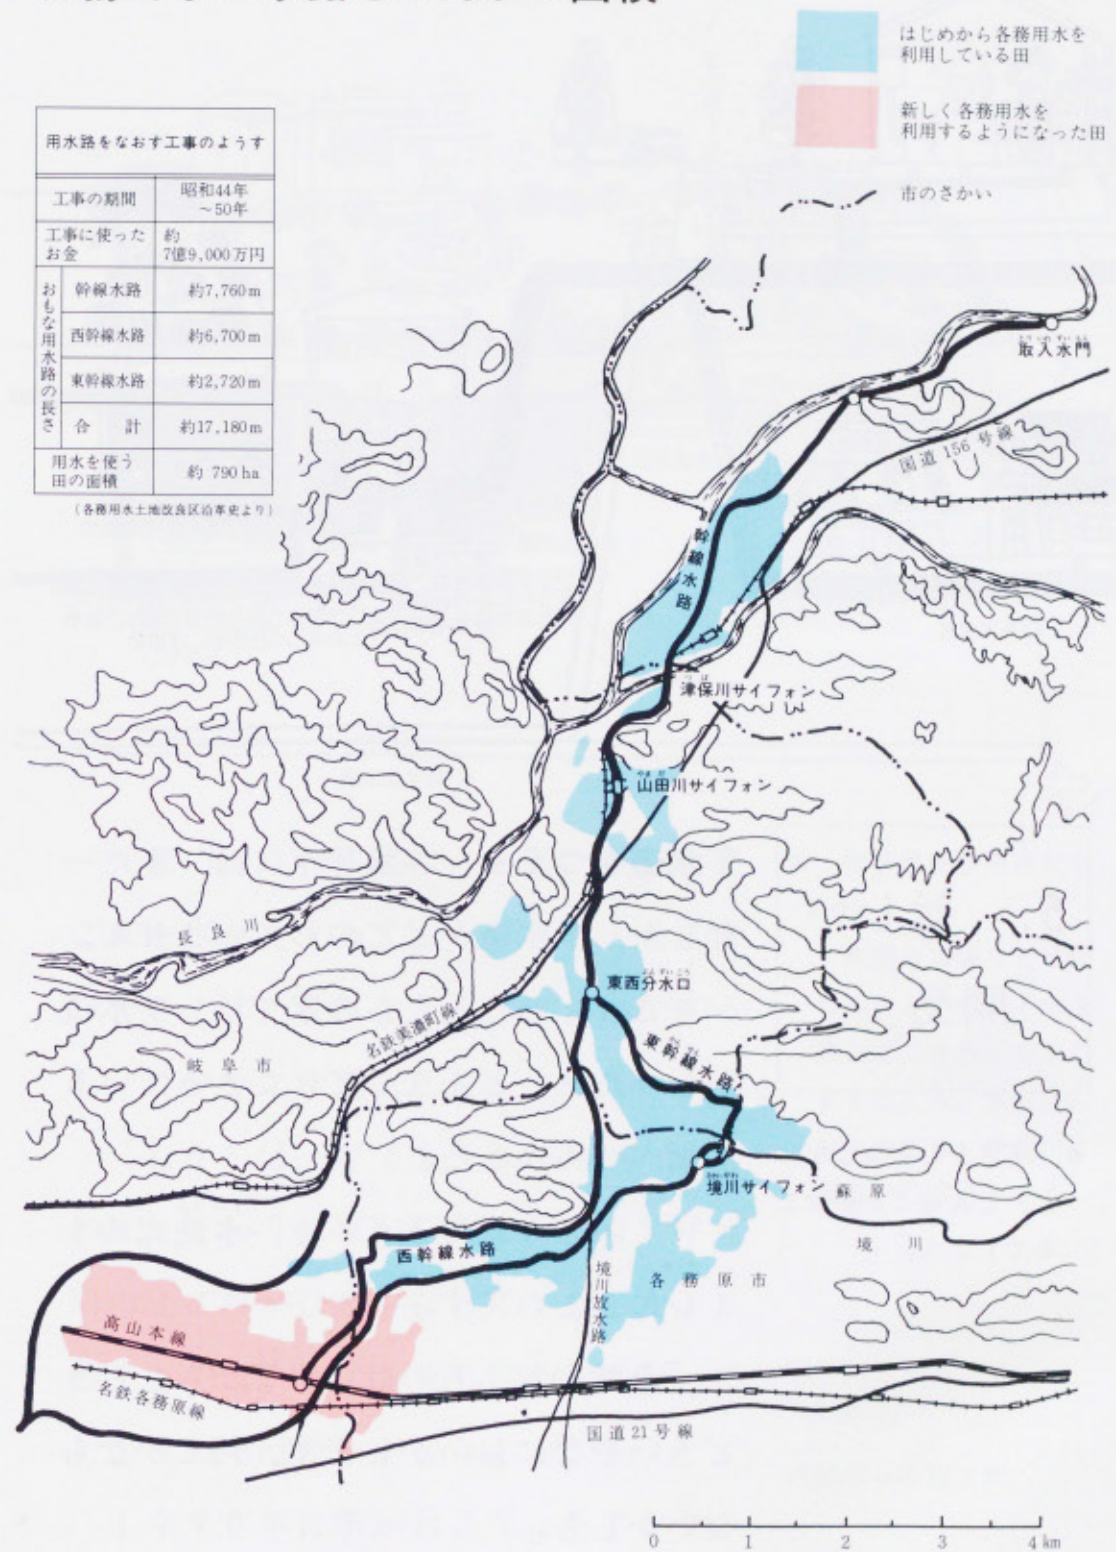 はじめから各務用水を
利用している田
新しく各務用水を
利用するようになった田
市のさかい
用水路をなおす工事のようす
工事の期間
昭和44年
～50年
工事に使った
お金
約
7億9,000万円
おもな用水路の長さ
幹線水路
約7,760m
西幹線水路
約6,700m
東幹線水路
約2,720m
合計
約17,180m
用水を使う
田の面積
約 790 ha
(各務用水土地改良区沿革史より)
取入水門
国道156号線
幹線水路
津保川サイフォン
山田川サイフォン
長良川
東西分水口
名鉄美濃町線
岐阜市
東幹線水路
境川サイフォン
蘇原
境川
西幹線水路
境川放水路
各務原市
高山本線
名鉄各務原線
国道21号線
0 1 2 3 4 km